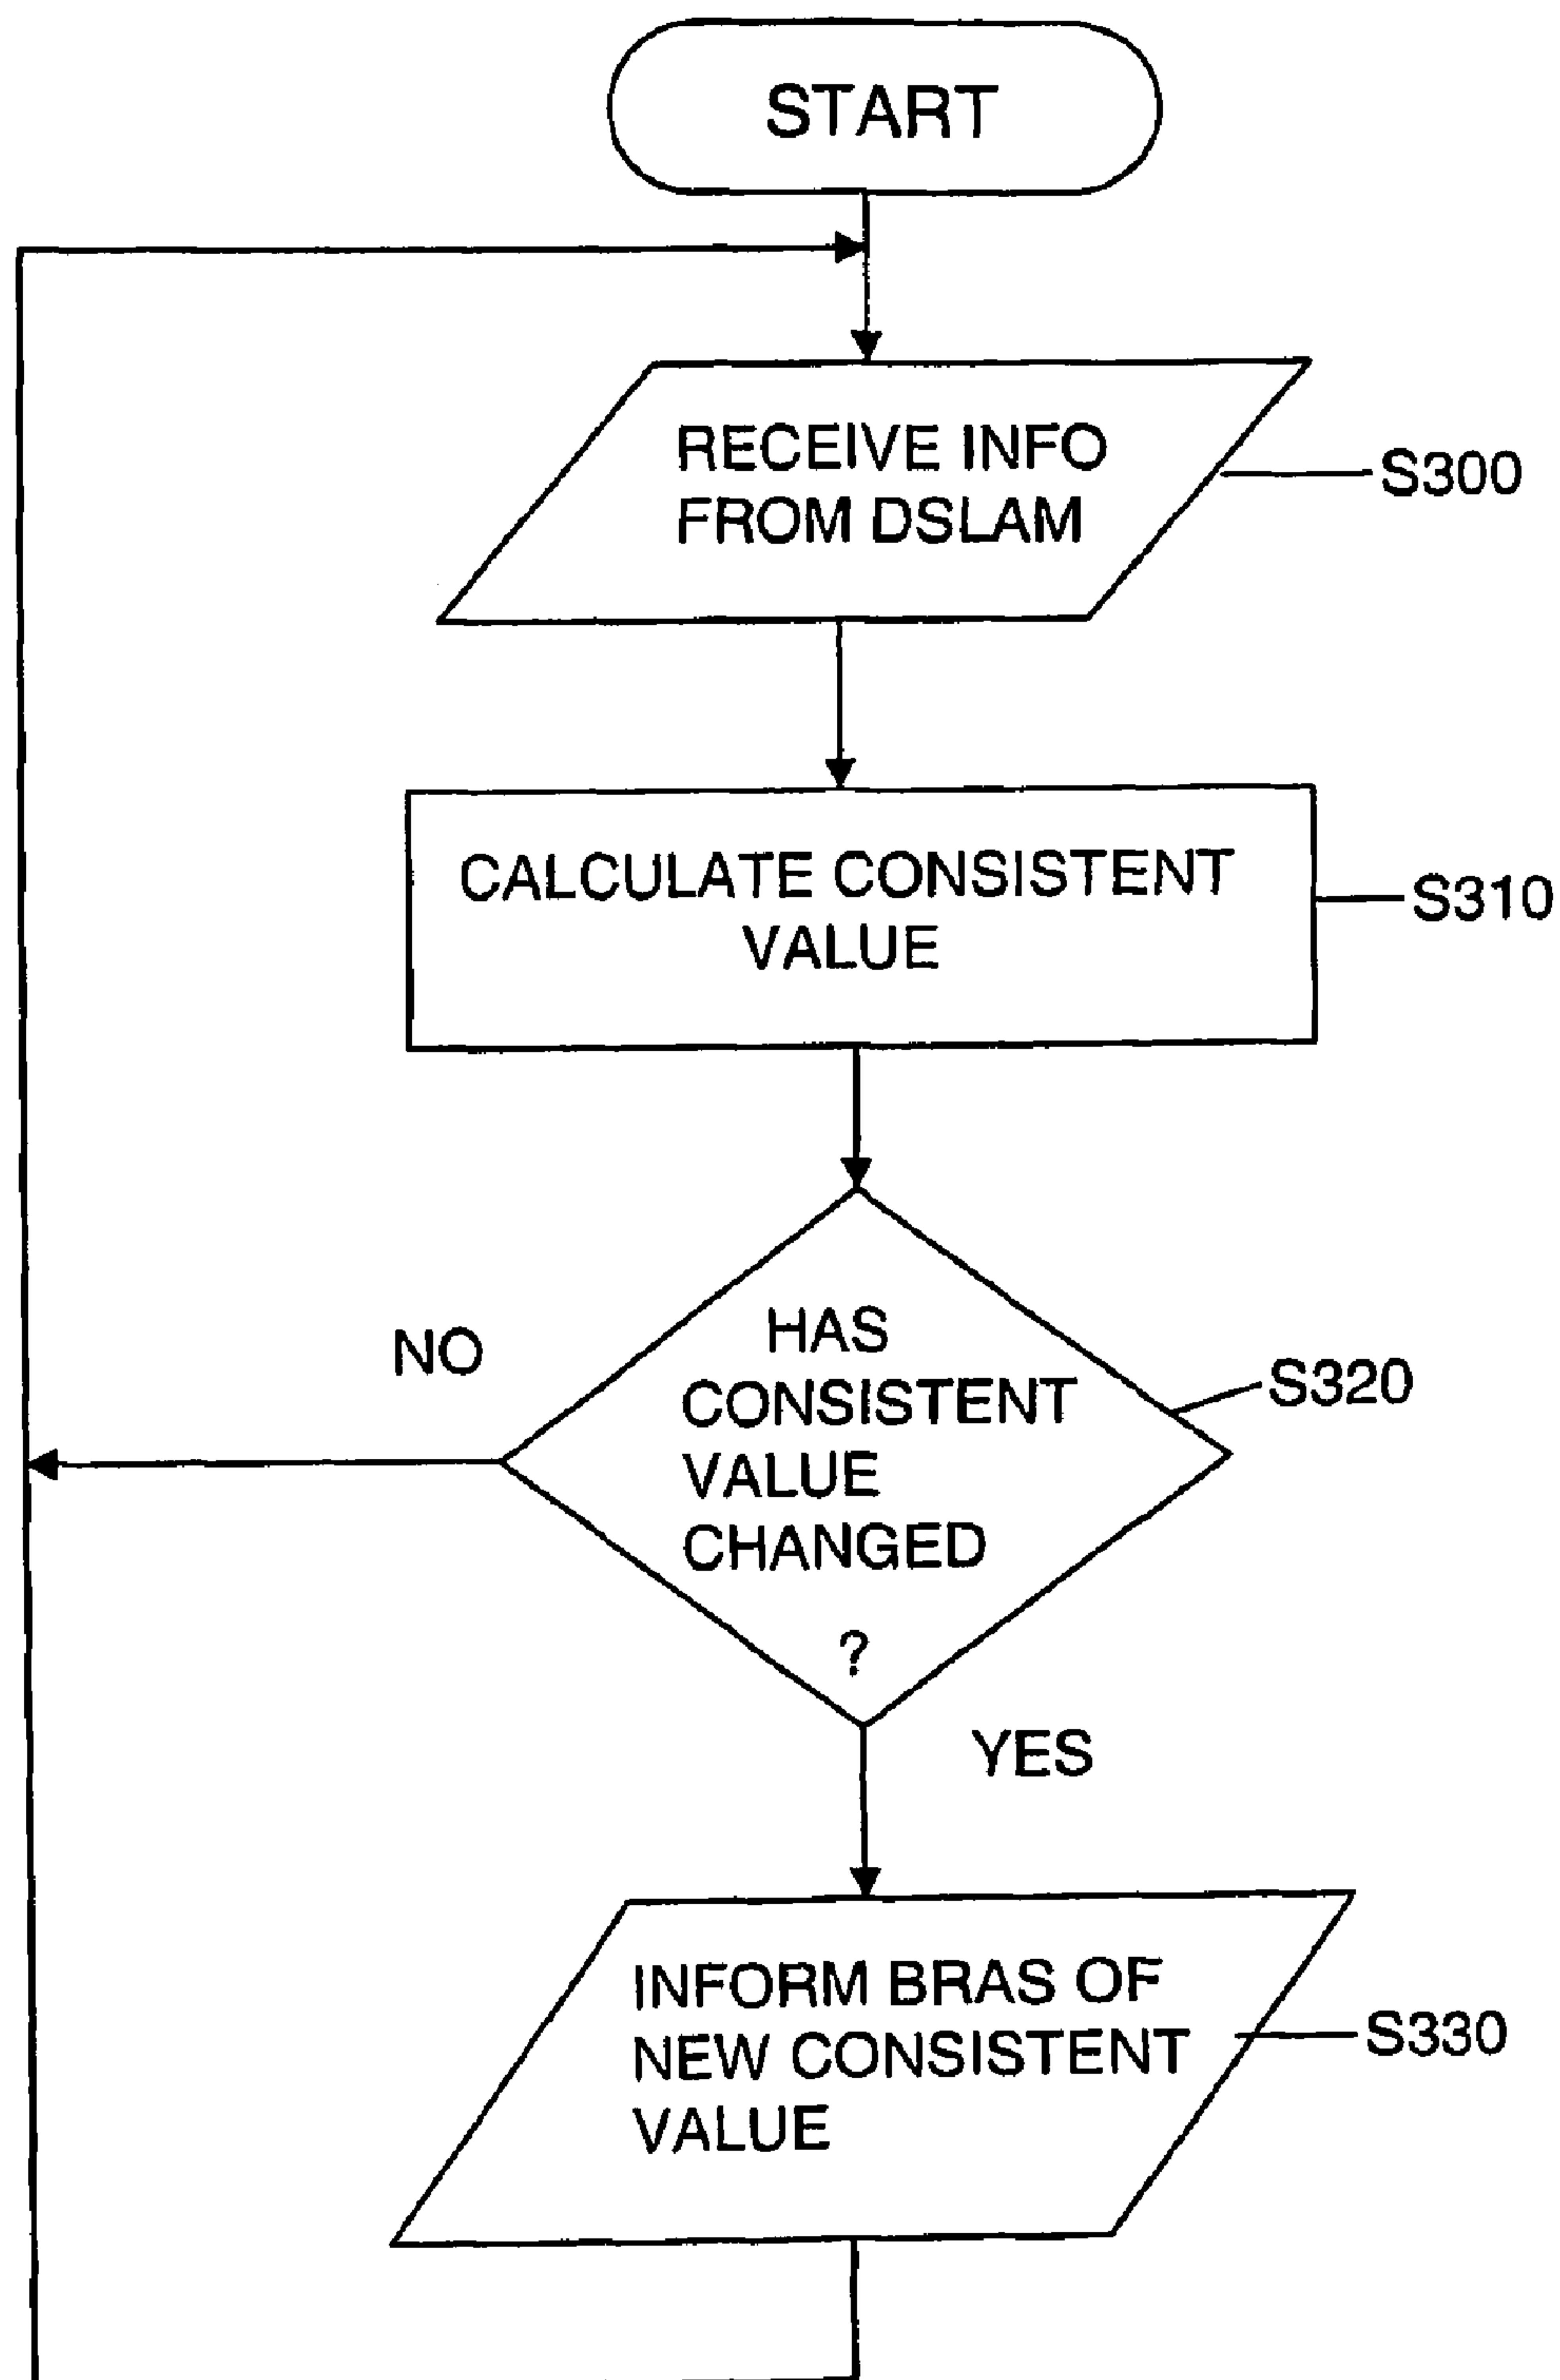 START
RECEIVE INFO
FROM DSLAM
S300
CALCULATE CONSISTENT
VALUE
S310
NO
HAS
CONSISTENT
VALUE
CHANGED
?
S320
YES
INFORM BRAS OF
NEW CONSISTENT
VALUE
S330